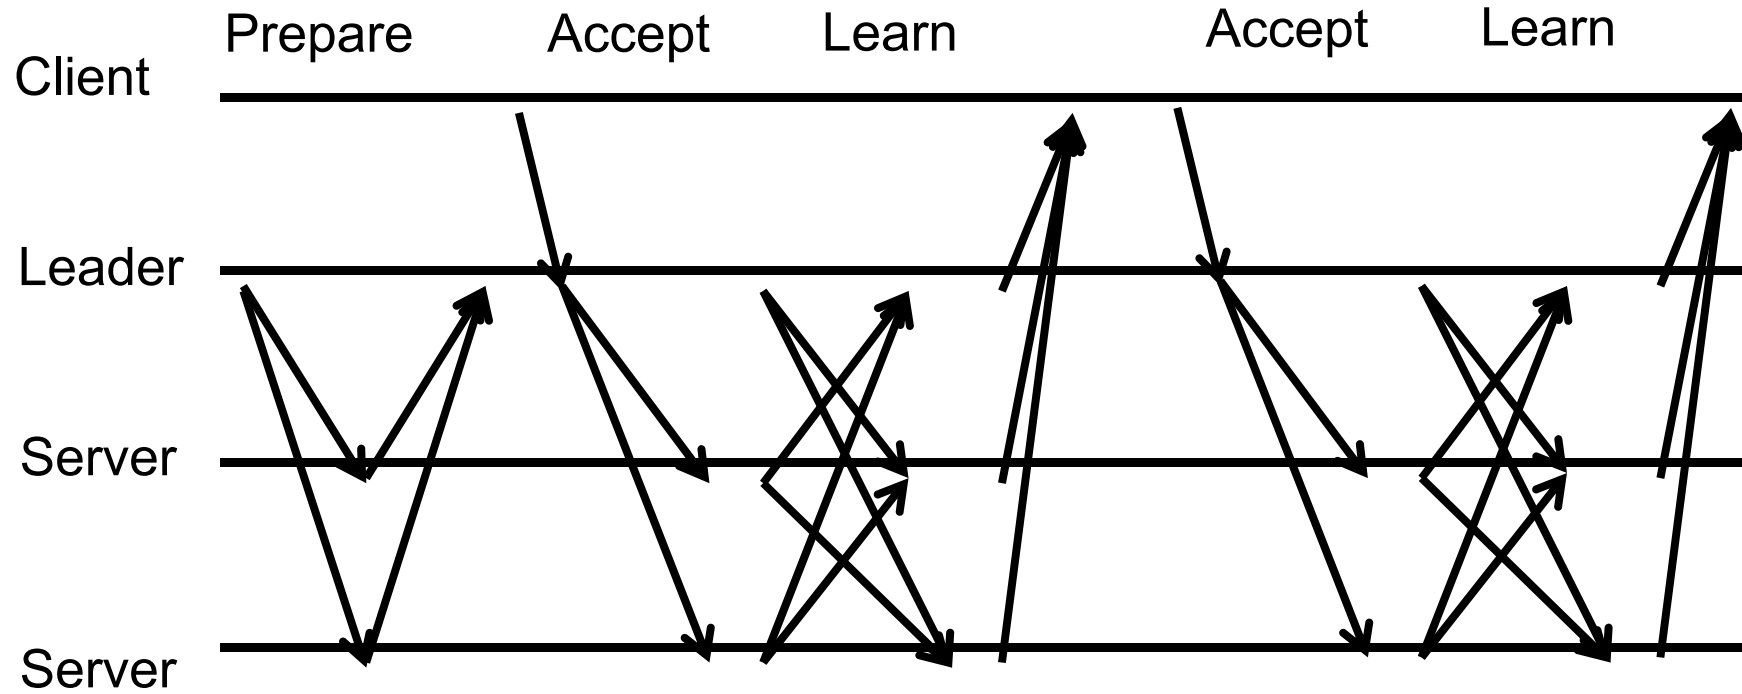 Prepare Accept Learn Accept Learn
Client
Leader
Server
Server